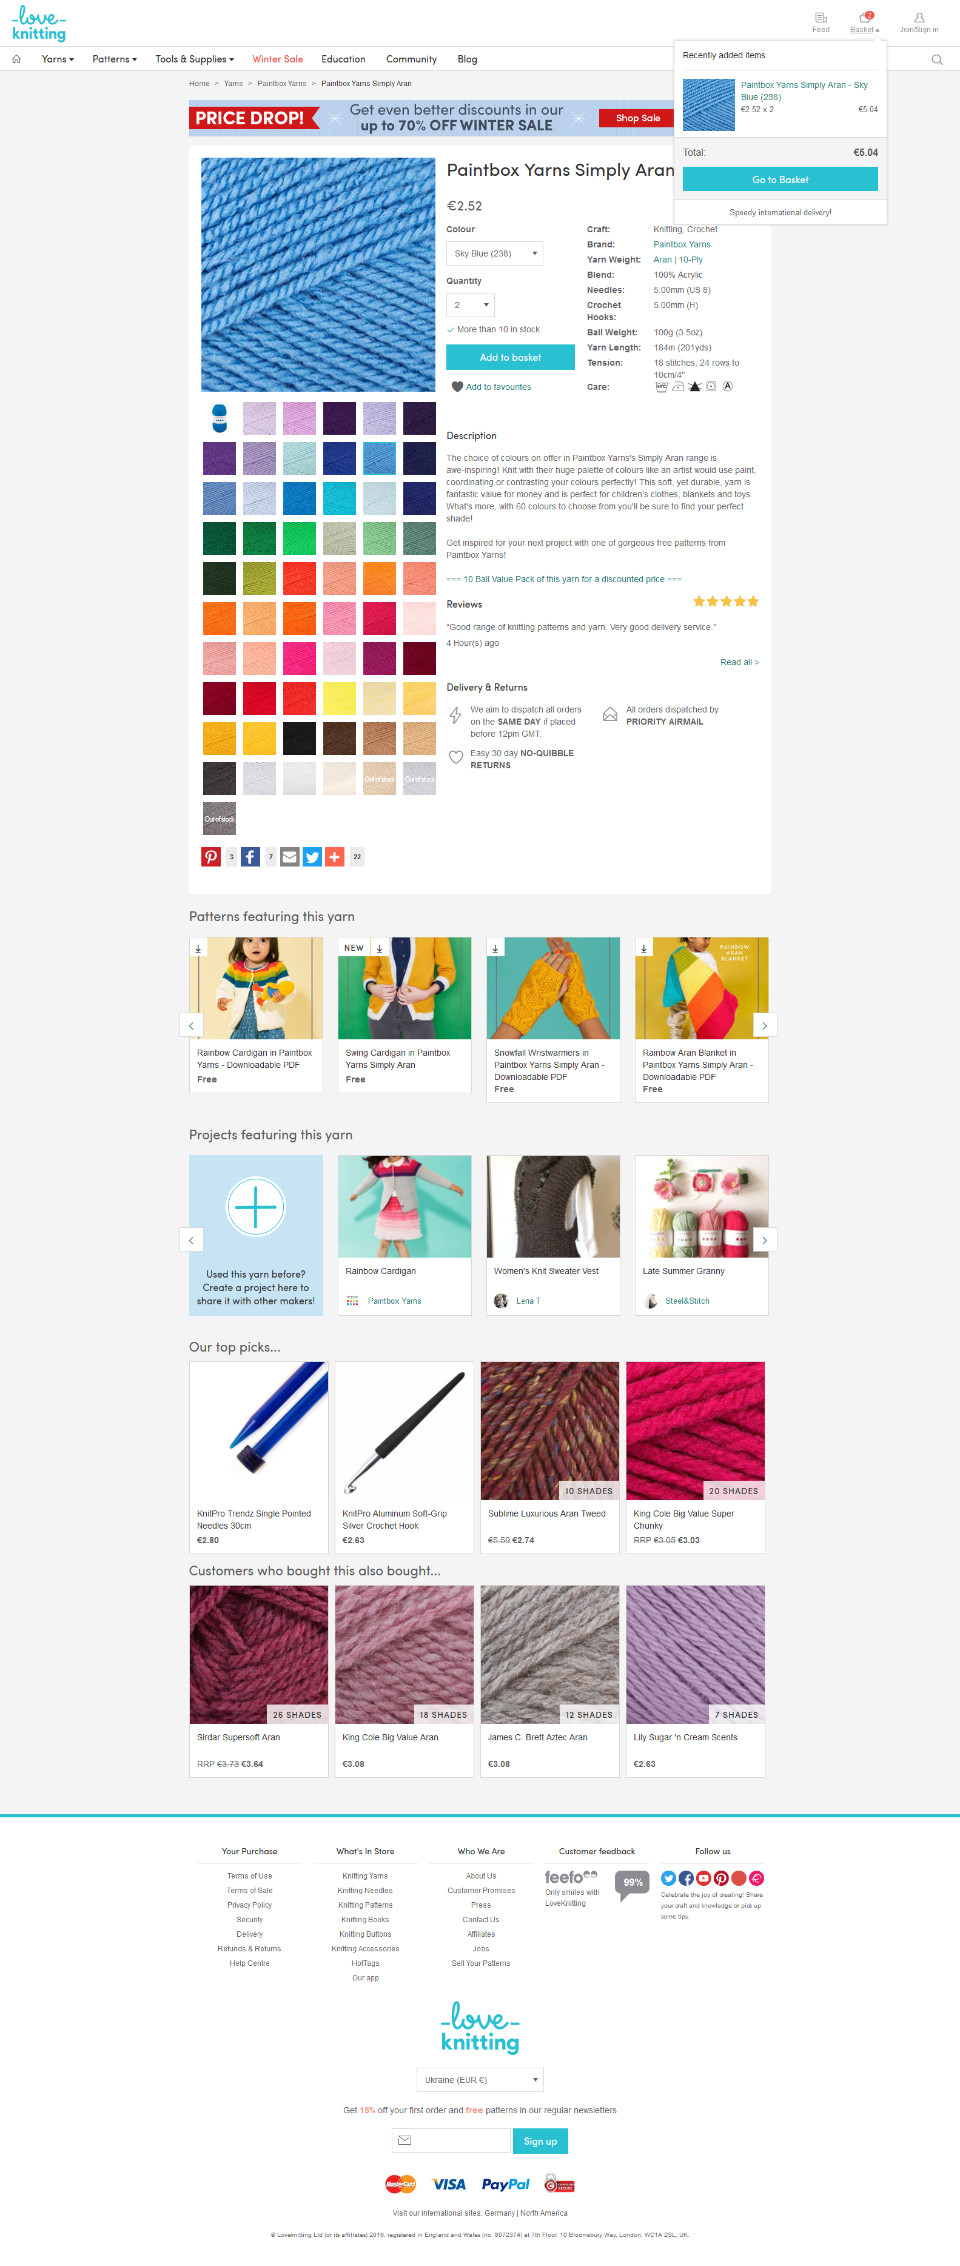 love
knitting
Feed
2
Basket
Join/Sign in
Yarns
Patterns
Tools & Supplies
Winter Sale
Education
Community
Blog
Recently added items
Paintbox Yarns Simply Aran - Sky
Blue (238)
€2.52 x 2
€5.04
Total:
€5.04
Go to Basket
Speedy international delivery!
Home > Yarns > Paintbox Yarns > Paintbox Yarns Simply Aran
PRICE DROP!
Get even better discounts in our
up to 70% OFF WINTER SALE
Shop Sale
Paintbox Yarns Simply Aran
€2.52
Colour
Sky Blue (238)
Quantity
2
More than 10 in stock
Add to basket
Add to favourites
Craft: Knitting, Crochet
Brand: Paintbox Yarns
Yarn Weight: Aran | 10-Ply
Blend: 100% Acrylic
Needles: 5.00mm (US 8)
Crochet 5.00mm (H)
Hooks:
Ball Weight: 100g (3.5oz)
Yarn Length: 184m (201yds)
Tension: 18 stitches, 24 rows to
10cm/4"
Care:
A
Description
The choice of colours on offer in Paintbox Yarns's Simply Aran range is
awe-inspiring! Knit with their huge palette of colours like an artist would use paint,
coordinating or contrasting your colours perfectly! This soft, yet durable, yarn is
fantastic value for money and is perfect for children's clothes, blankets and toys.
What's more, with 60 colours to choose from you'll be sure to find your perfect
shade!
Get inspired for your next project with one of gorgeous free patterns from
Paintbox Yarns!
=== 10 Ball Value Pack of this yarn for a discounted price ===
Reviews
"Good range of knitting patterns and yarn. Very good delivery service."
4 Hour(s) ago
Read all >
Delivery & Returns
We aim to dispatch all orders
on the SAME DAY if placed
before 12pm GMT.
All orders dispatched by
PRIORITY AIRMAIL
Easy 30 day NO-QUIBBLE
RETURNS
Out of stock
Out of stock
Out of stock
3
7
22
Patterns featuring this yarn
NEW
RAINBOW
ARAN
BLANKET
Rainbow Cardigan in Paintbox
Yarns - Downloadable PDF
Free
Swing Cardigan in Paintbox
Yarns Simply Aran
Free
Snowfall Wristwarmers in
Paintbox Yarns Simply Aran -
Downloadable PDF
Free
Rainbow Aran Blanket in
Paintbox Yarns Simply Aran -
Downloadable PDF
Free
Projects featuring this yarn
Used this yarn before?
Create a project here to
share it with other makers!
Rainbow Cardigan
Paintbox Yarns
Women's Knit Sweater Vest
Lena T
Late Summer Granny
Steel&Stitch
Our top picks...
10 SHADES
20 SHADES
KnitPro Trendz Single Pointed
Needles 30cm
€2.80
KnitPro Aluminum Soft-Grip
Silver Crochet Hook
€2.63
Sublime Luxurious Aran Tweed
€5.59 €2.74
King Cole Big Value Super
Chunky
RRP €3.05 €3.03
Customers who bought this also bought...
26 SHADES
18 SHADES
12 SHADES
7 SHADES
Sirdar Supersoft Aran
RRP €3.73 €3.64
King Cole Big Value Aran
€3.08
James C. Brett Aztec Aran
€3.08
Lily Sugar 'n Cream Scents
€2.63
Your Purchase
Terms of Use
Terms of Sale
Privacy Policy
Security
Delivery
Refunds & Returns
Help Centre
What's In Store
Knitting Yarns
Knitting Needles
Knitting Patterns
Knitting Books
Knitting Buttons
Knitting Accessories
HotTags
Our app
Who We Are
About Us
Customer Promises
Press
Contact Us
Affiliates
Jobs
Sell Your Patterns
Customer feedback
feefo
99%
Only smiles with
LoveKnitting
Follow us
Celebrate the joy of creating! Share
your craft and knowledge or pick up
some tips.
love
knitting
Ukraine (EUR €)
Get 15% off your first order and free patterns in our regular newsletters
Sign up
MasterCard
VISA
PayPal
Visit our international sites: Germany | North America
© Loveknitting Ltd (or its affiliates) 2016, registered in England and Wales (no. 8072374) at 7th Floor, 10 Bloomsbury Way, London, WC1A 2SL, UK.